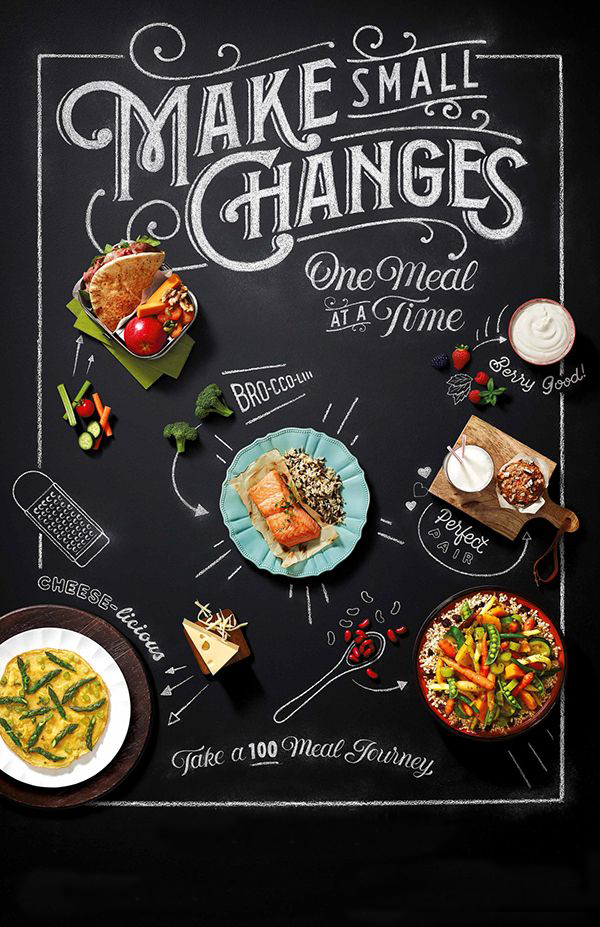 MAKE SMALL
CHANGES
One Meal
AT A Time
Berry Good!
BRO-CCO-LIII
Perfect
PAIR
CHEESE-licious
Take a 100 Meal Journey